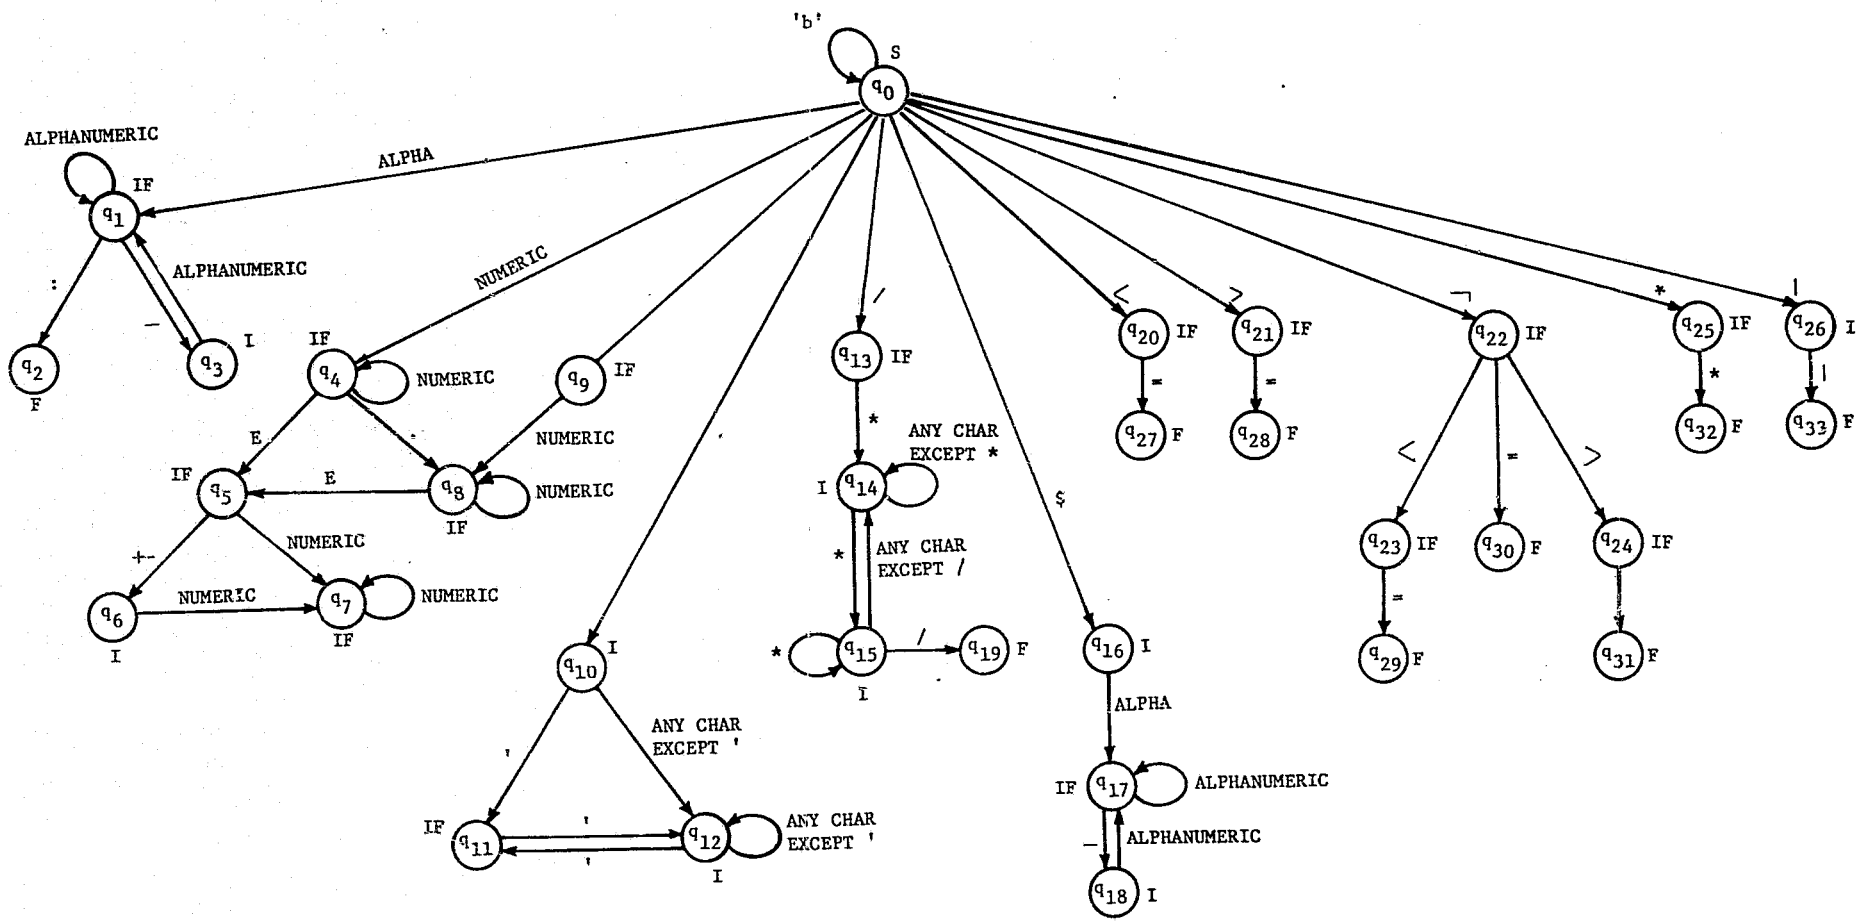 'b'
S
q0
ALPHANUMERIC
ALPHA
IF
q1
ALPHANUMERIC
:
_
q2
F
q3
I
NUMERIC
IF
q4
NUMERIC
q9
IF
NUMERIC
E
.
IF
q5
E
q8
NUMERIC
IF
+-
NUMERIC
q6
I
NUMERIC
q7
NUMERIC
IF
q10
I
'
ANY CHAR
EXCEPT '
IF
q11
'
'
q12
ANY CHAR
EXCEPT '
I
/
q13
IF
*
ANY CHAR
EXCEPT *
I
q14
*
ANY CHAR
EXCEPT /
*
q15
I
/
q19
F
$
q16
I
ALPHA
IF
q17
ALPHANUMERIC
_
ALPHANUMERIC
q18
I
<
q20
IF
=
q27
F
>
q21
IF
=
q28
F
¬
q22
IF
<
=
>
q23
IF
q30
F
q24
IF
=
q29
F
q31
F
*
q25
IF
*
q32
F
|
q26
I
|
q33
F